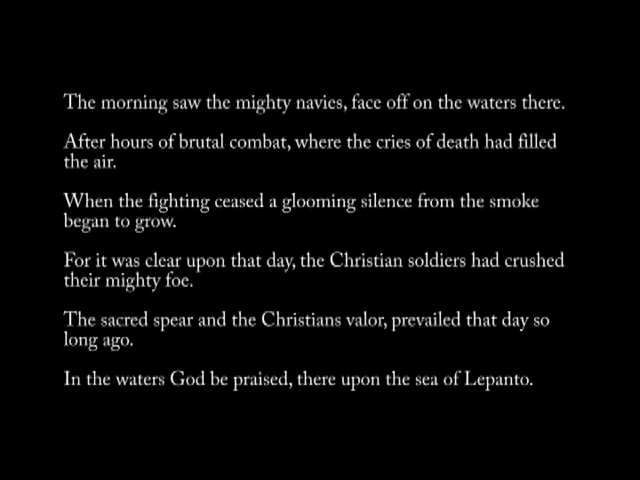 The morning saw the mighty navies, face off on the waters there.
After hours of brutal combat, where the cries of death had filled
the air.
When the fighting ceased a glooming silence from the smoke
began to grow.
For it was clear upon that day, the Christian soldiers had crushed
their mighty foe.
The sacred spear and the Christians valor, prevailed that day so
long ago.
In the waters God be praised, there upon the sea of Lepanto.